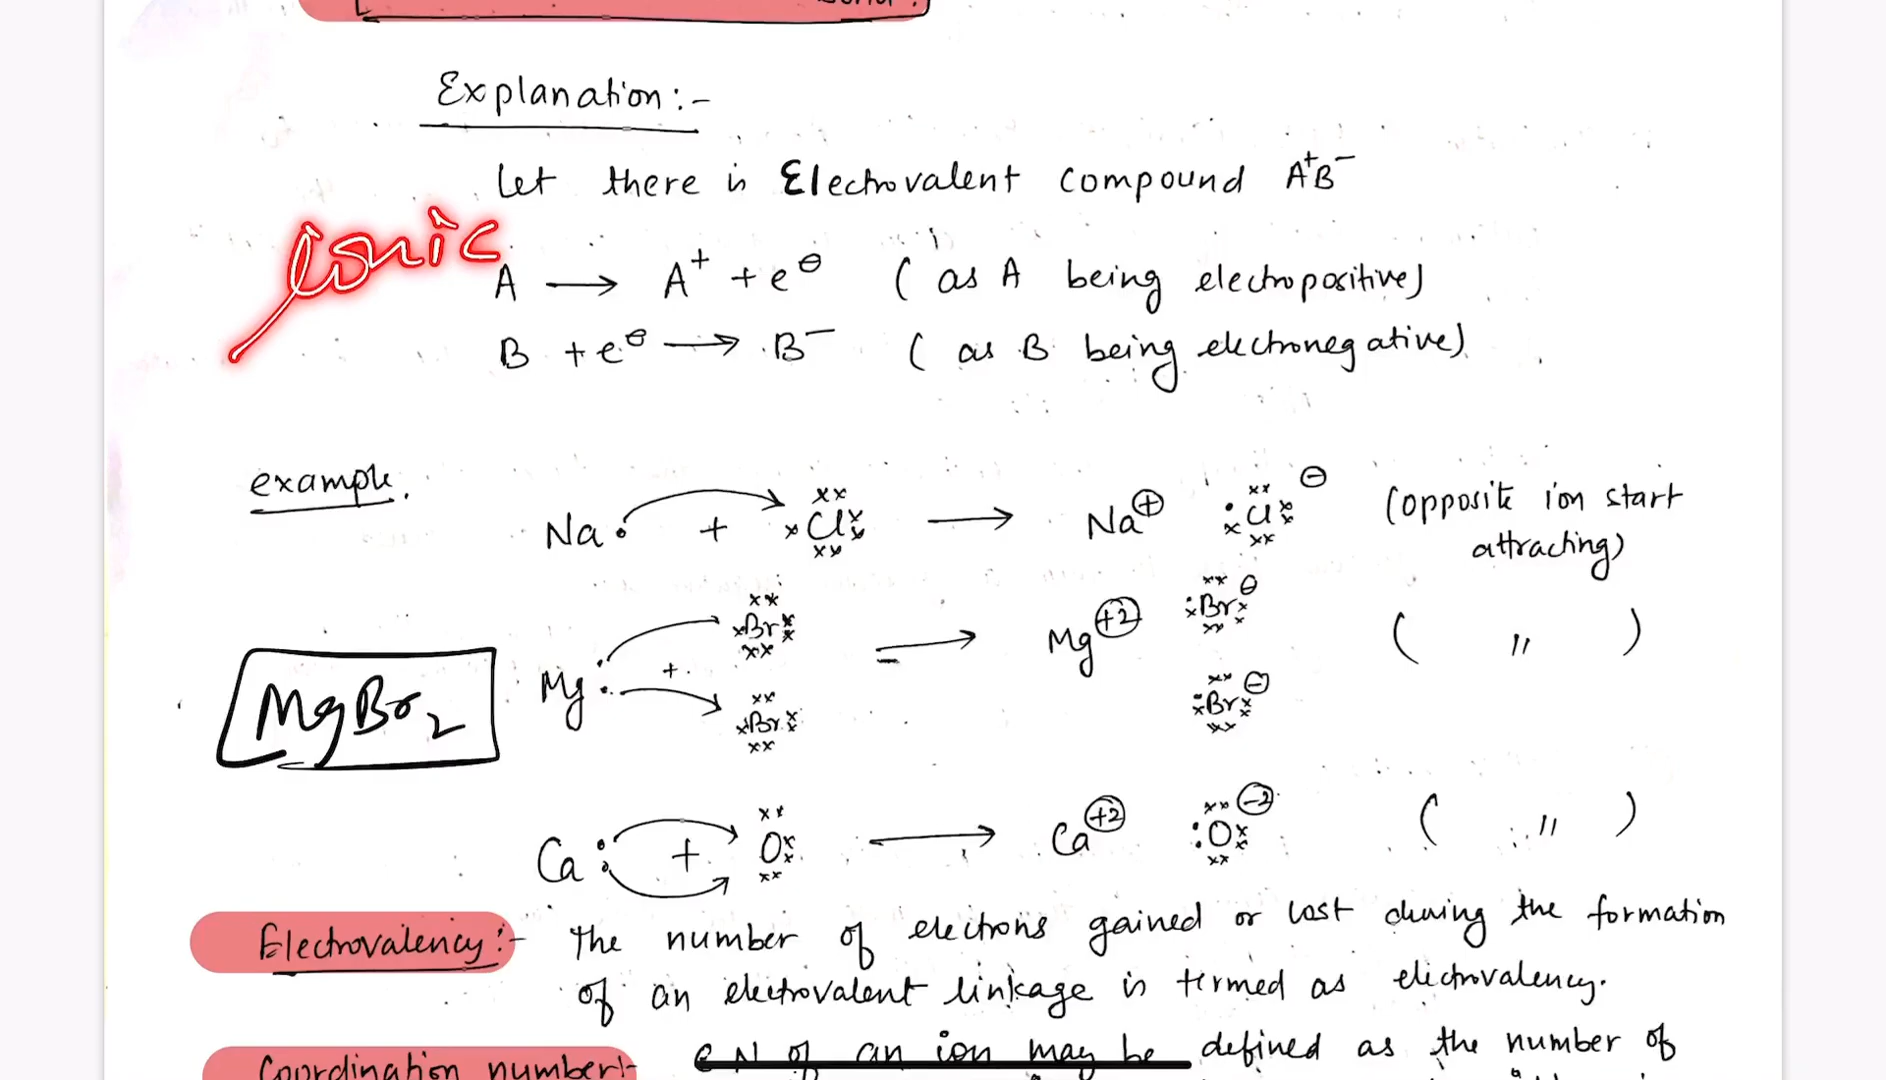 Explanation :-
Let there is Electrovalent compound A⁺B⁻
Ionic
A → A⁺ + e⊖ ( as A being electropositive)
B + e⊖ → B⁻ ( as B being electronegative)
example.
Na + Cl → Na⊕ Cl ⊖ (opposite ion start
attracting)
Mg + Br Br → Mg +2 Br ⊖ Br ⊖ ( 〃 )
MgBr₂
Ca + O → Ca +2 O -2 ( 〃 )
Electrovalency :- The number of electrons gained or lost during the formation
of an electrovalent linkage is termed as electrovalency.
Coordination number :- C N of an ion may be defined as the number of